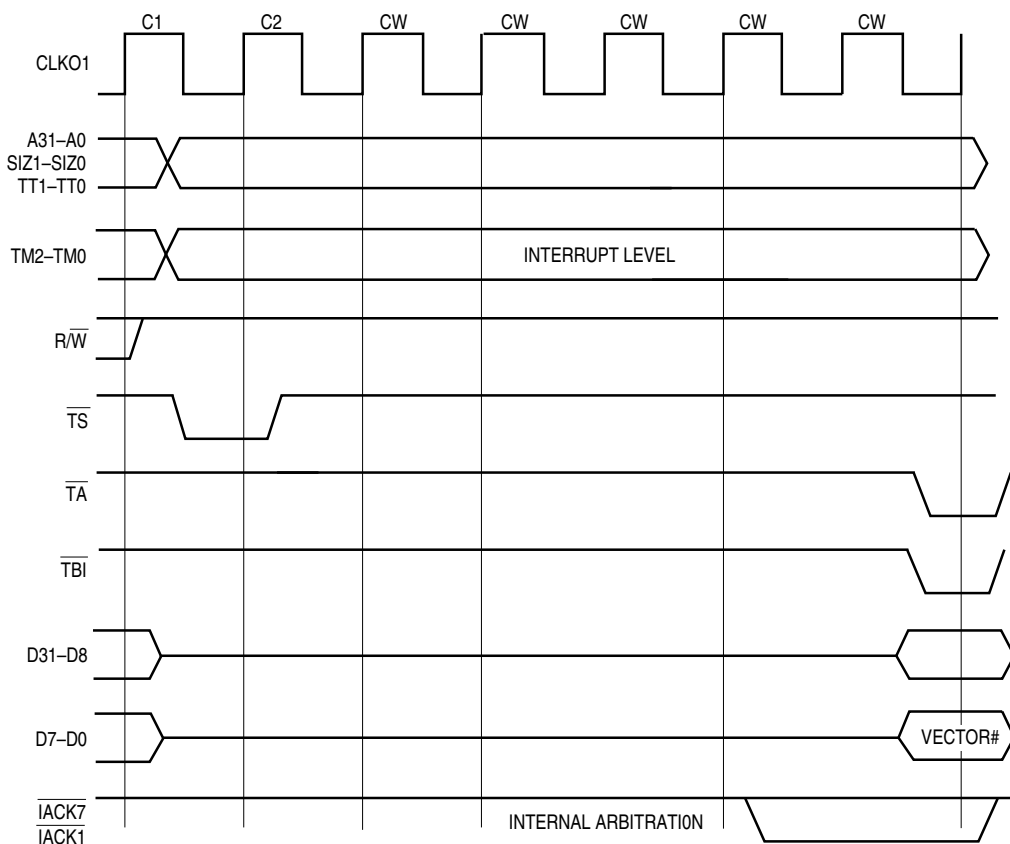 C1 C2 CW CW CW CW CW
CLKO1
A31–A0
SIZ1–SIZ0
TT1–TT0
TM2–TM0 INTERRUPT LEVEL
R/W
TS
TA
TBI
D31–D8
D7–D0 VECTOR#
IACK7
IACK1 INTERNAL ARBITRATI0N